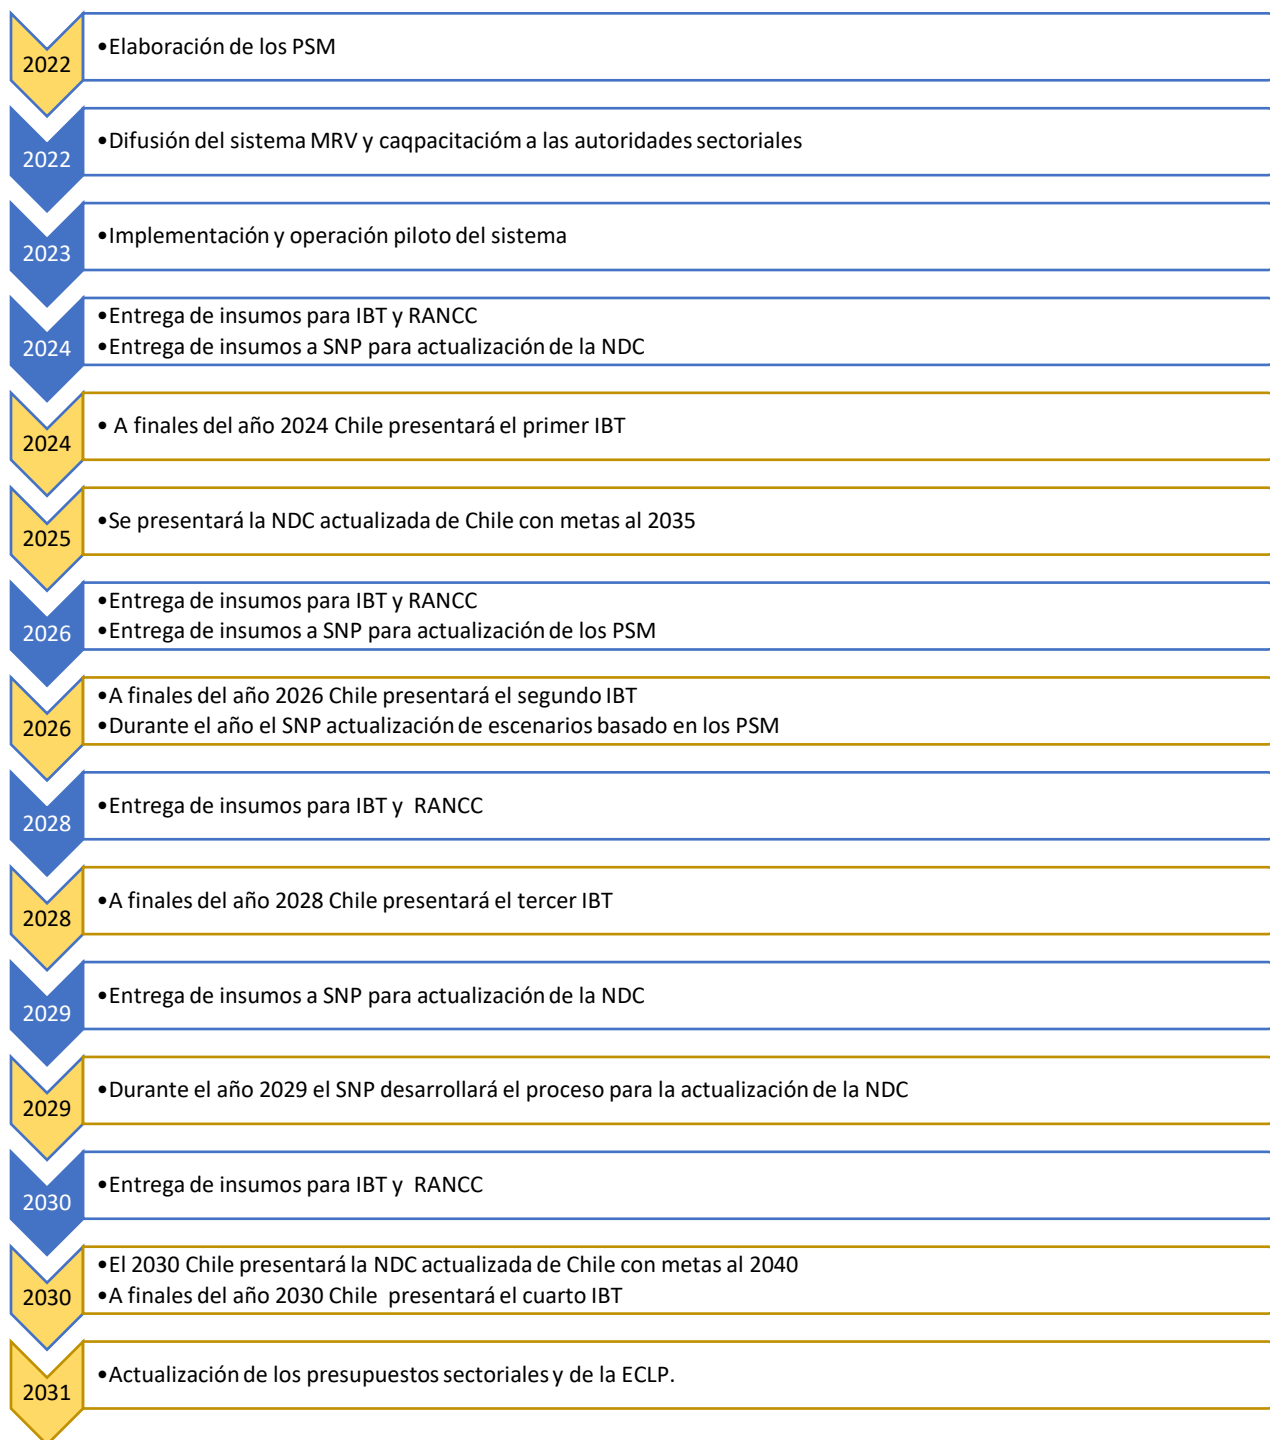 2022
•Elaboración de los PSM
2022
•Difusión del sistema MRV y caqpacitacióm a las autoridades sectoriales
2023
•Implementación y operación piloto del sistema
2024
•Entrega de insumos para IBT y RANCC
•Entrega de insumos a SNP para actualización de la NDC
2024
• A finales del año 2024 Chile presentará el primer IBT
2025
•Se presentará la NDC actualizada de Chile con metas al 2035
2026
•Entrega de insumos para IBT y RANCC
•Entrega de insumos a SNP para actualización de los PSM
2026
•A finales del año 2026 Chile presentará el segundo IBT
•Durante el año el SNP actualización de escenarios basado en los PSM
2028
•Entrega de insumos para IBT y  RANCC
2028
•A finales del año 2028 Chile presentará el tercer IBT
2029
•Entrega de insumos a SNP para actualización de la NDC
2029
•Durante el año 2029 el SNP desarrollará el proceso para la actualización de la NDC
2030
•Entrega de insumos para IBT y  RANCC
2030
•El 2030 Chile presentará la NDC actualizada de Chile con metas al 2040
•A finales del año 2030 Chile  presentará el cuarto IBT
2031
•Actualización de los presupuestos sectoriales y de la ECLP.